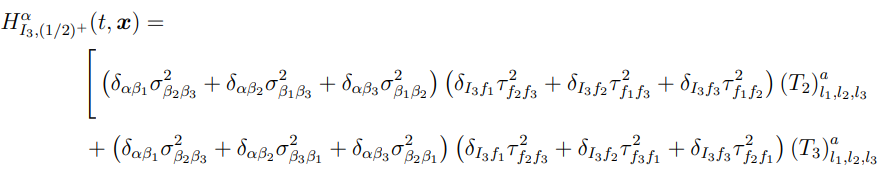 $H^{\alpha}_{I_3,(1/2)^+}(t, \boldsymbol{x}) =$
$\Big[ \left(\delta_{\alpha\beta_1}\sigma^2_{\beta_2\beta_3} + \delta_{\alpha\beta_2}\sigma^2_{\beta_1\beta_3} + \delta_{\alpha\beta_3}\sigma^2_{\beta_1\beta_2}\right) \left(\delta_{I_3 f_1}\tau^2_{f_2 f_3} + \delta_{I_3 f_2}\tau^2_{f_1 f_3} + \delta_{I_3 f_3}\tau^2_{f_1 f_2}\right) (T_2)^a_{l_1,l_2,l_3}$
$+ \left(\delta_{\alpha\beta_1}\sigma^2_{\beta_2\beta_3} + \delta_{\alpha\beta_2}\sigma^2_{\beta_3\beta_1} + \delta_{\alpha\beta_3}\sigma^2_{\beta_2\beta_1}\right) \left(\delta_{I_3 f_1}\tau^2_{f_2 f_3} + \delta_{I_3 f_2}\tau^2_{f_3 f_1} + \delta_{I_3 f_3}\tau^2_{f_2 f_1}\right) (T_3)^a_{l_1,l_2,l_3}$